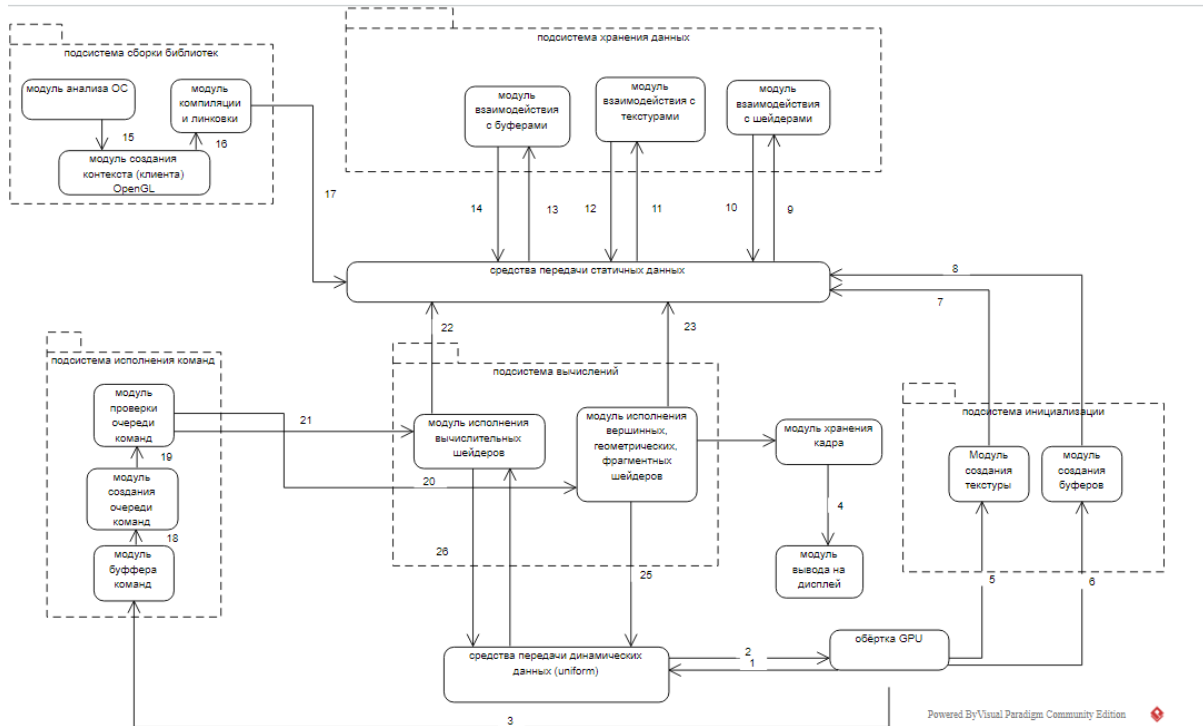 подсистема сборки библиотек
модуль анализа ОС
модуль
компиляции
и линковки
15
16
модуль создания
контекста (клиента)
OpenGL
17
подсистема хранения данных
модуль
взаимодействия
с буферами
модуль
взаимодействия с
текстурами
модуль
взаимодействия
с шейдерами
14
13
12
11
10
9
средства передачи статичных данных
8
7
22
23
подсистема исполнения команд
модуль
проверки
очереди
команд
19
модуль
создания
очереди
команд
18
модуль
буффера
команд
21
20
подсистема вычислений
модуль исполнения
вычислительных
шейдеров
модуль исполнения
вершинных,
геометрических,
фрагментных
шейдеров
26
25
модуль хранения
кадра
4
модуль
вывода на
дисплей
подсистема инициализации
Модуль
создания
текстуры
модуль
создания
буферов
5
6
средства передачи динамических
данных (uniform)
2
1
обёртка GPU
3
Powered By Visual Paradigm Community Edition